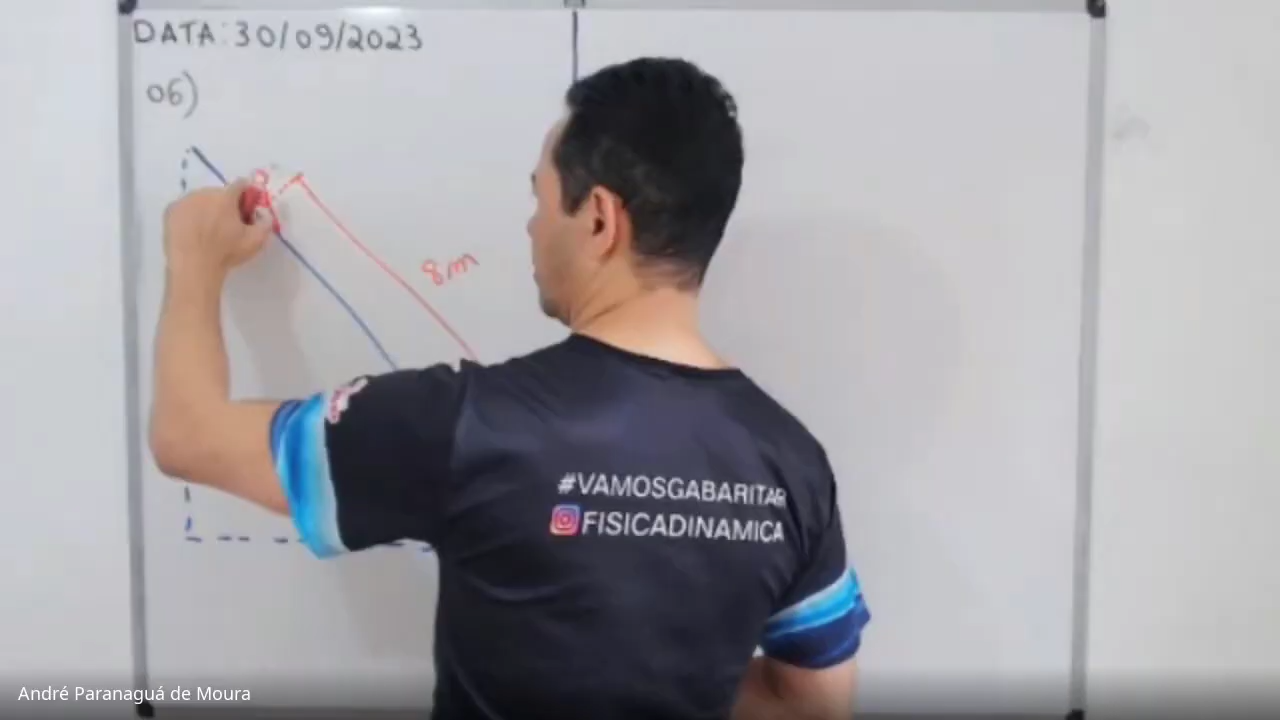 DATA: 30/09/2023
06)
8m
#VAMOSGABARITAR
FISICADINAMICA
André Paranaguá de Moura